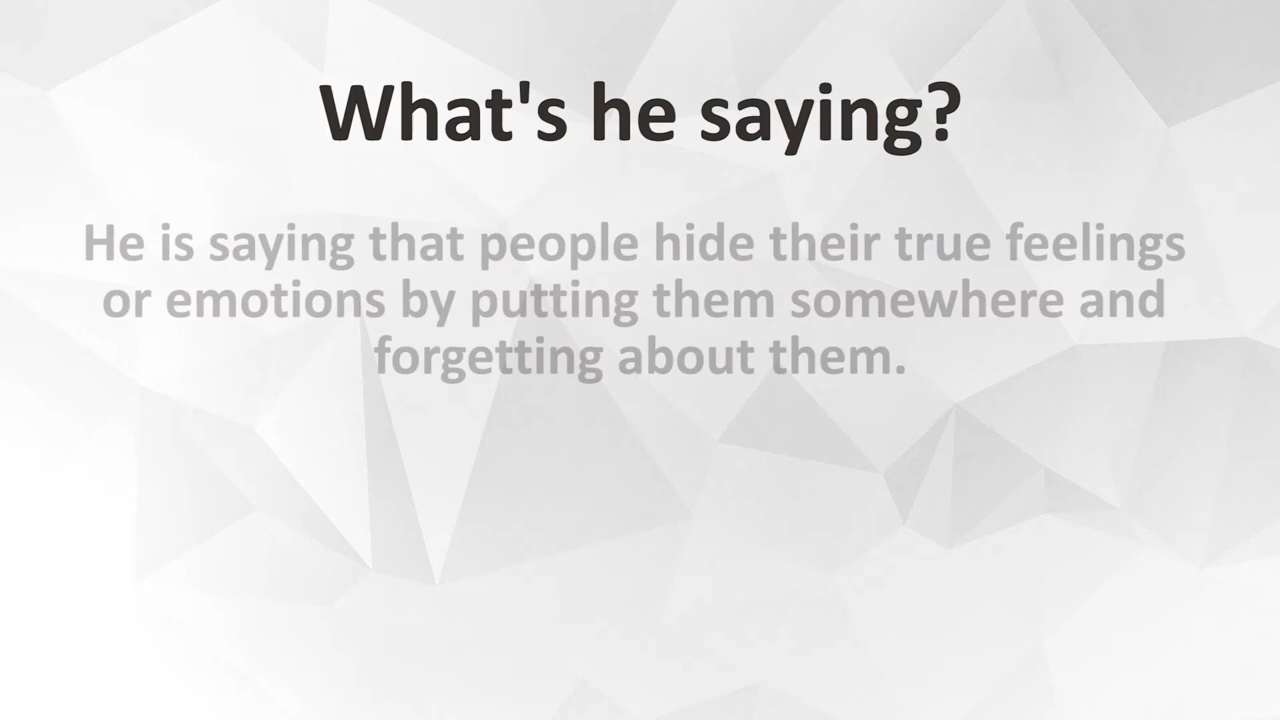 What's he saying?
He is saying that people hide their true feelings
or emotions by putting them somewhere and
forgetting about them.